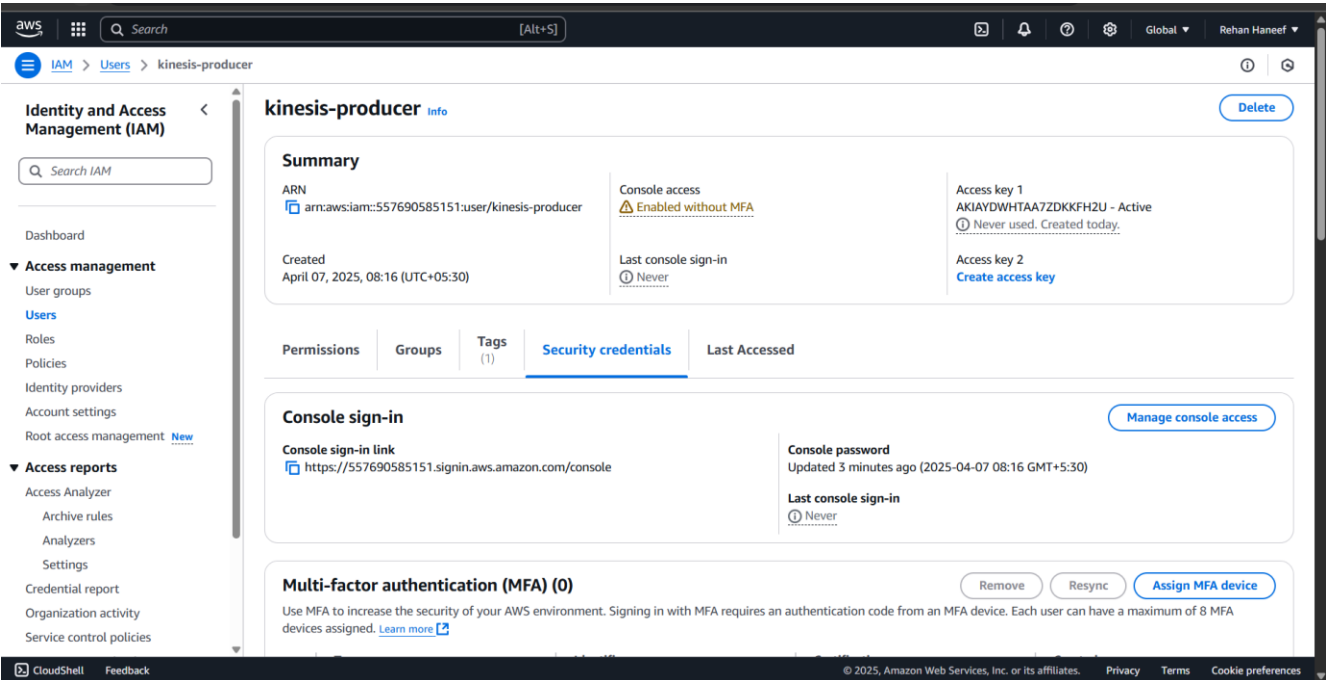 aws
Search [Alt+S] Global ▼ Rehan Haneef ▼
IAM > Users > kinesis-producer
Identity and Access
Management (IAM)
Search IAM
Dashboard
▼ Access management
User groups
Users
Roles
Policies
Identity providers
Account settings
Root access management New
▼ Access reports
Access Analyzer
Archive rules
Analyzers
Settings
Credential report
Organization activity
Service control policies
kinesis-producer Info
Delete
Summary
ARN
arn:aws:iam::557690585151:user/kinesis-producer
Created
April 07, 2025, 08:16 (UTC+05:30)
Console access
Enabled without MFA
Last console sign-in
Never
Access key 1
AKIAYDWHTAA7ZDKKFH2U - Active
Never used. Created today.
Access key 2
Create access key
Permissions
Groups
Tags
(1)
Security credentials
Last Accessed
Console sign-in
Manage console access
Console sign-in link
https://557690585151.signin.aws.amazon.com/console
Console password
Updated 3 minutes ago (2025-04-07 08:16 GMT+5:30)
Last console sign-in
Never
Multi-factor authentication (MFA) (0)
Remove
Resync
Assign MFA device
Use MFA to increase the security of your AWS environment. Signing in with MFA requires an authentication code from an MFA device. Each user can have a maximum of 8 MFA
devices assigned. Learn more
CloudShell Feedback
© 2025, Amazon Web Services, Inc. or its affiliates. Privacy Terms Cookie preferences